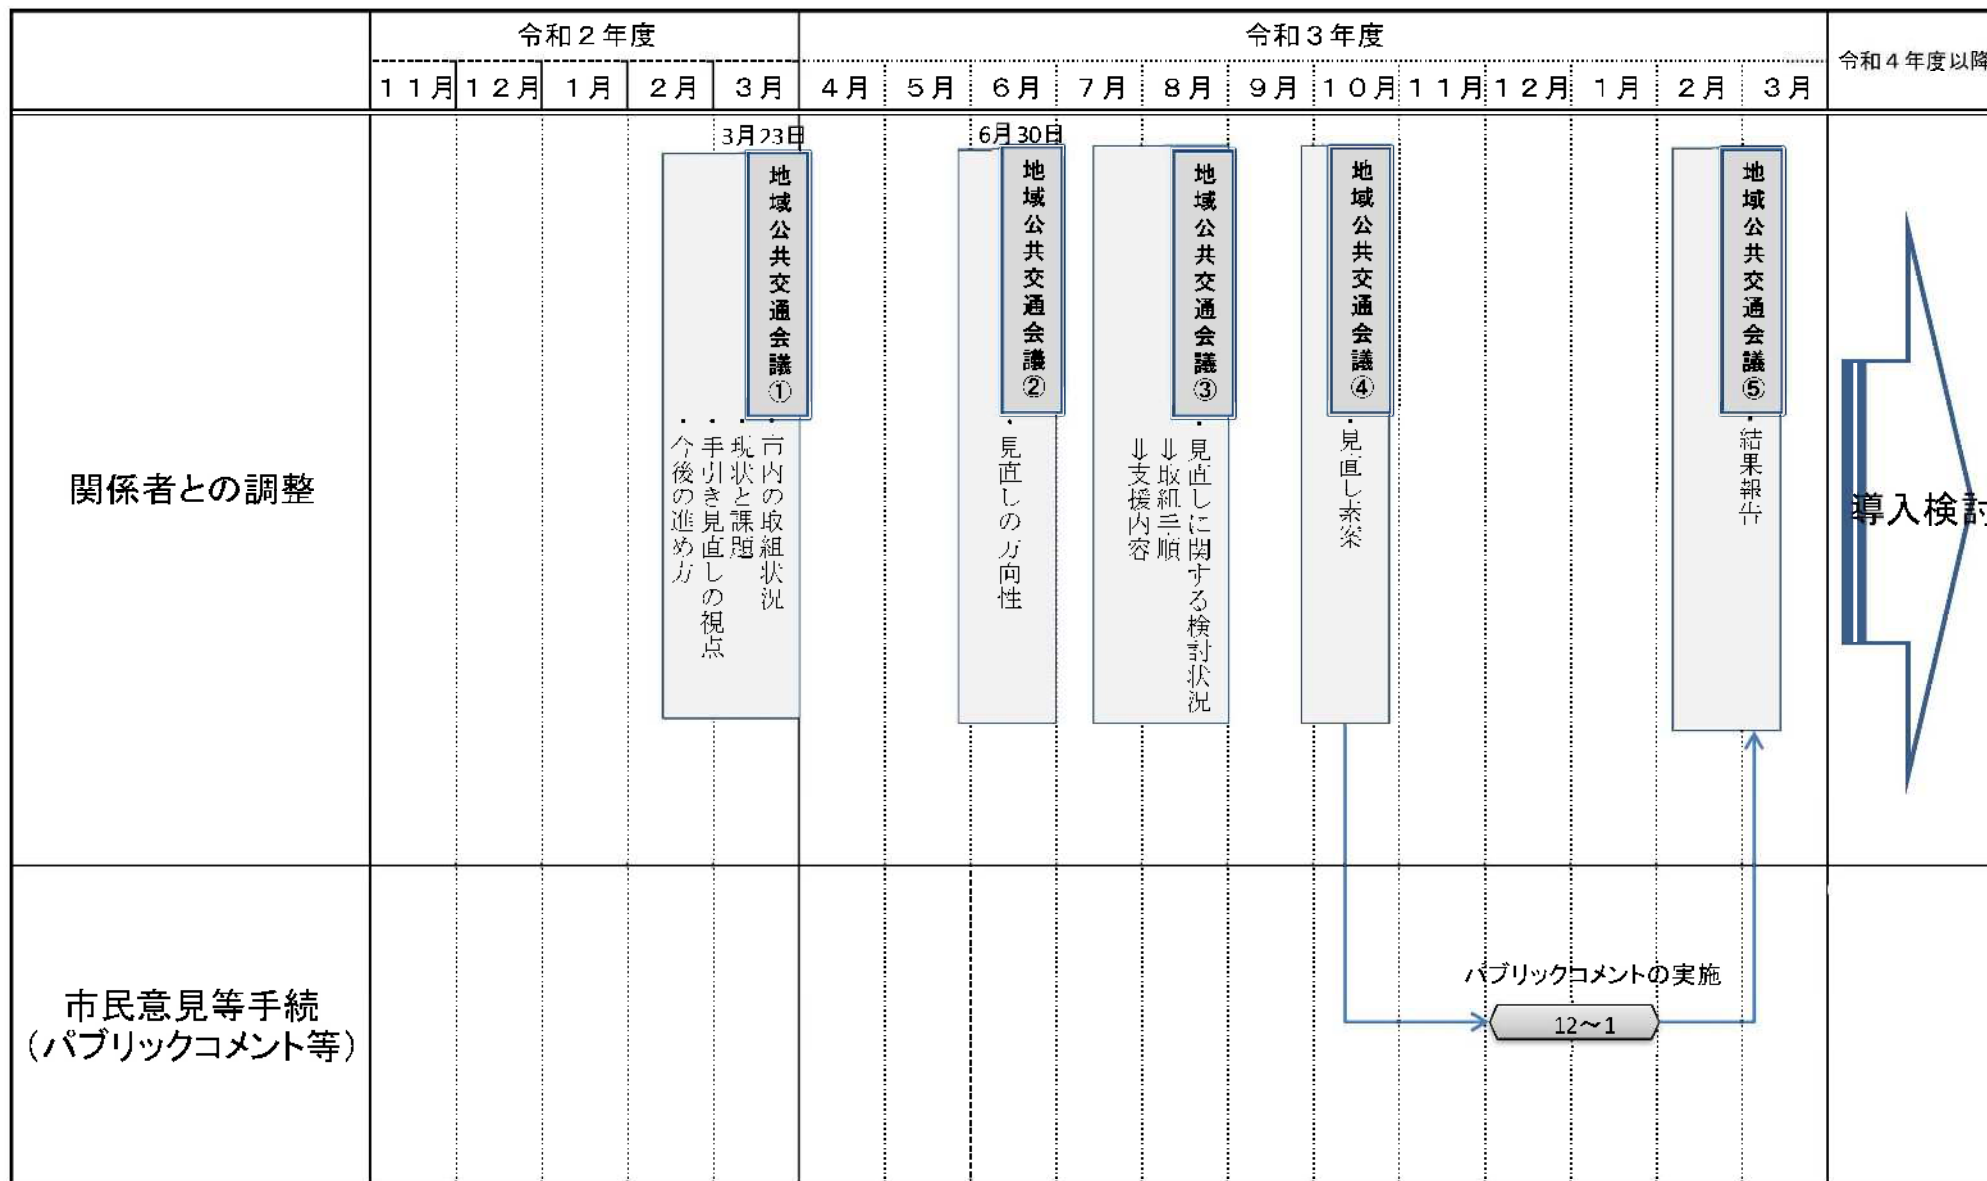 令和２年度
令和３年度
令和４年度以降
１１月
１２月
１月
２月
３月
４月
５月
６月
７月
８月
９月
１０月
１１月
１２月
１月
２月
３月
関係者との調整
3月23日
地域公共交通会議①
・市内の取組状況
・現状と課題
・手引き見直しの視点
・今後の進め方
6月30日
地域公共交通会議②
・見直しの方向性
地域公共交通会議③
・見直しに関する検討状況
⇒取組手順
⇒支援内容
地域公共交通会議④
・見直し素案
地域公共交通会議⑤
・結果報告
導入検討
市民意見等手続
（パブリックコメント等）
パブリックコメントの実施
12～1